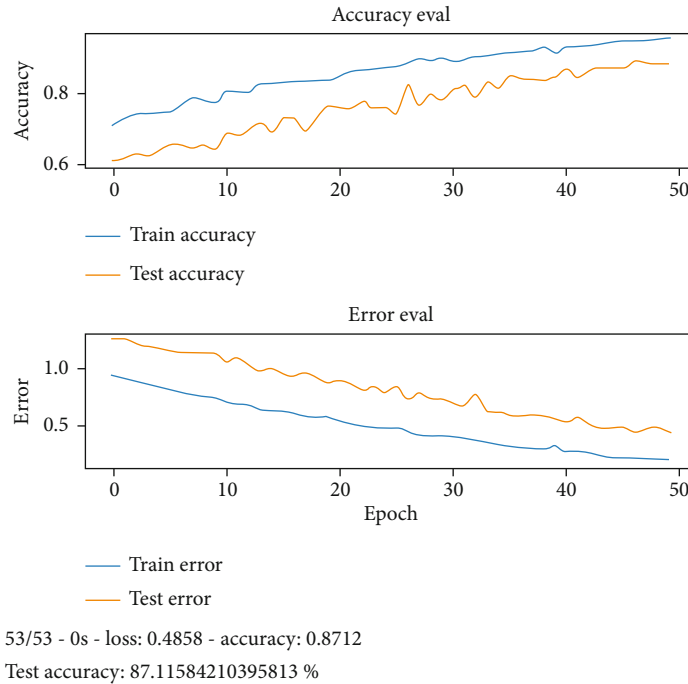 Accuracy eval
Accuracy
0.8
0.6
0 10 20 30 40 50
Train accuracy
Test accuracy
Error eval
Error
1.0
0.5
0 10 20 30 40 50
Epoch
Train error
Test error
53/53 - 0s - loss: 0.4858 - accuracy: 0.8712
Test accuracy: 87.11584210395813 %